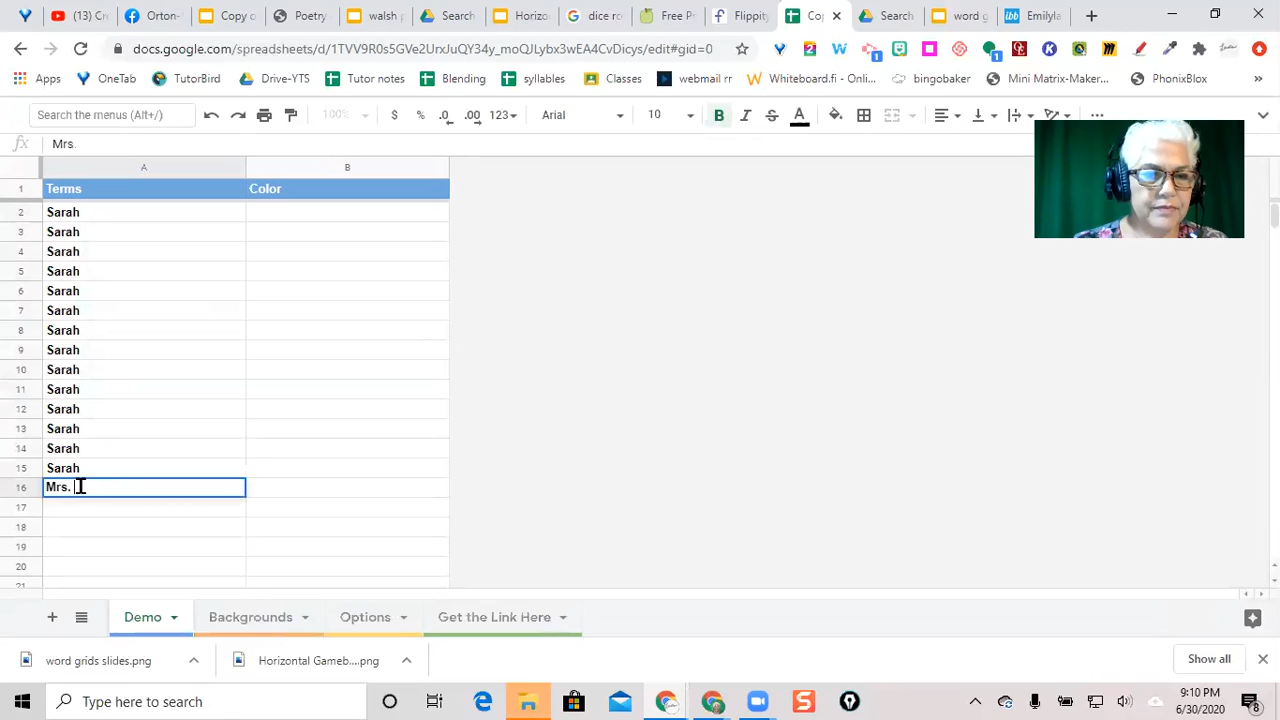 (13
Orton-
Copy o
Poetry
walsh p
Search
Horizo
dice ro
Free P
Flippity
Cop
Search
word g
Emilyla
docs.google.com/spreadsheets/d/1TVV9R0s5GVe2UrxJuQY34y_moQJLybx3wEA4CvDicys/edit#gid=0
Apps
OneTab
TutorBird
Drive-YTS
Tutor notes
Blending
syllables
Classes
webmail rr
Whiteboard.fi - Onli...
bingobaker
Mini Matrix-Maker...
PhonixBlox
Search the menus (Alt+/)
100%
$ % .0 .00 123
Arial
10
B I S A
fx Mrs.
A B
1 Terms Color
2 Sarah
3 Sarah
4 Sarah
5 Sarah
6 Sarah
7 Sarah
8 Sarah
9 Sarah
10 Sarah
11 Sarah
12 Sarah
13 Sarah
14 Sarah
15 Sarah
16 Mrs.
17
18
19
20
21
Demo
Backgrounds
Options
Get the Link Here
word grids slides.png
Horizontal Gameb....png
Show all
Type here to search
9:10 PM
6/30/2020
8